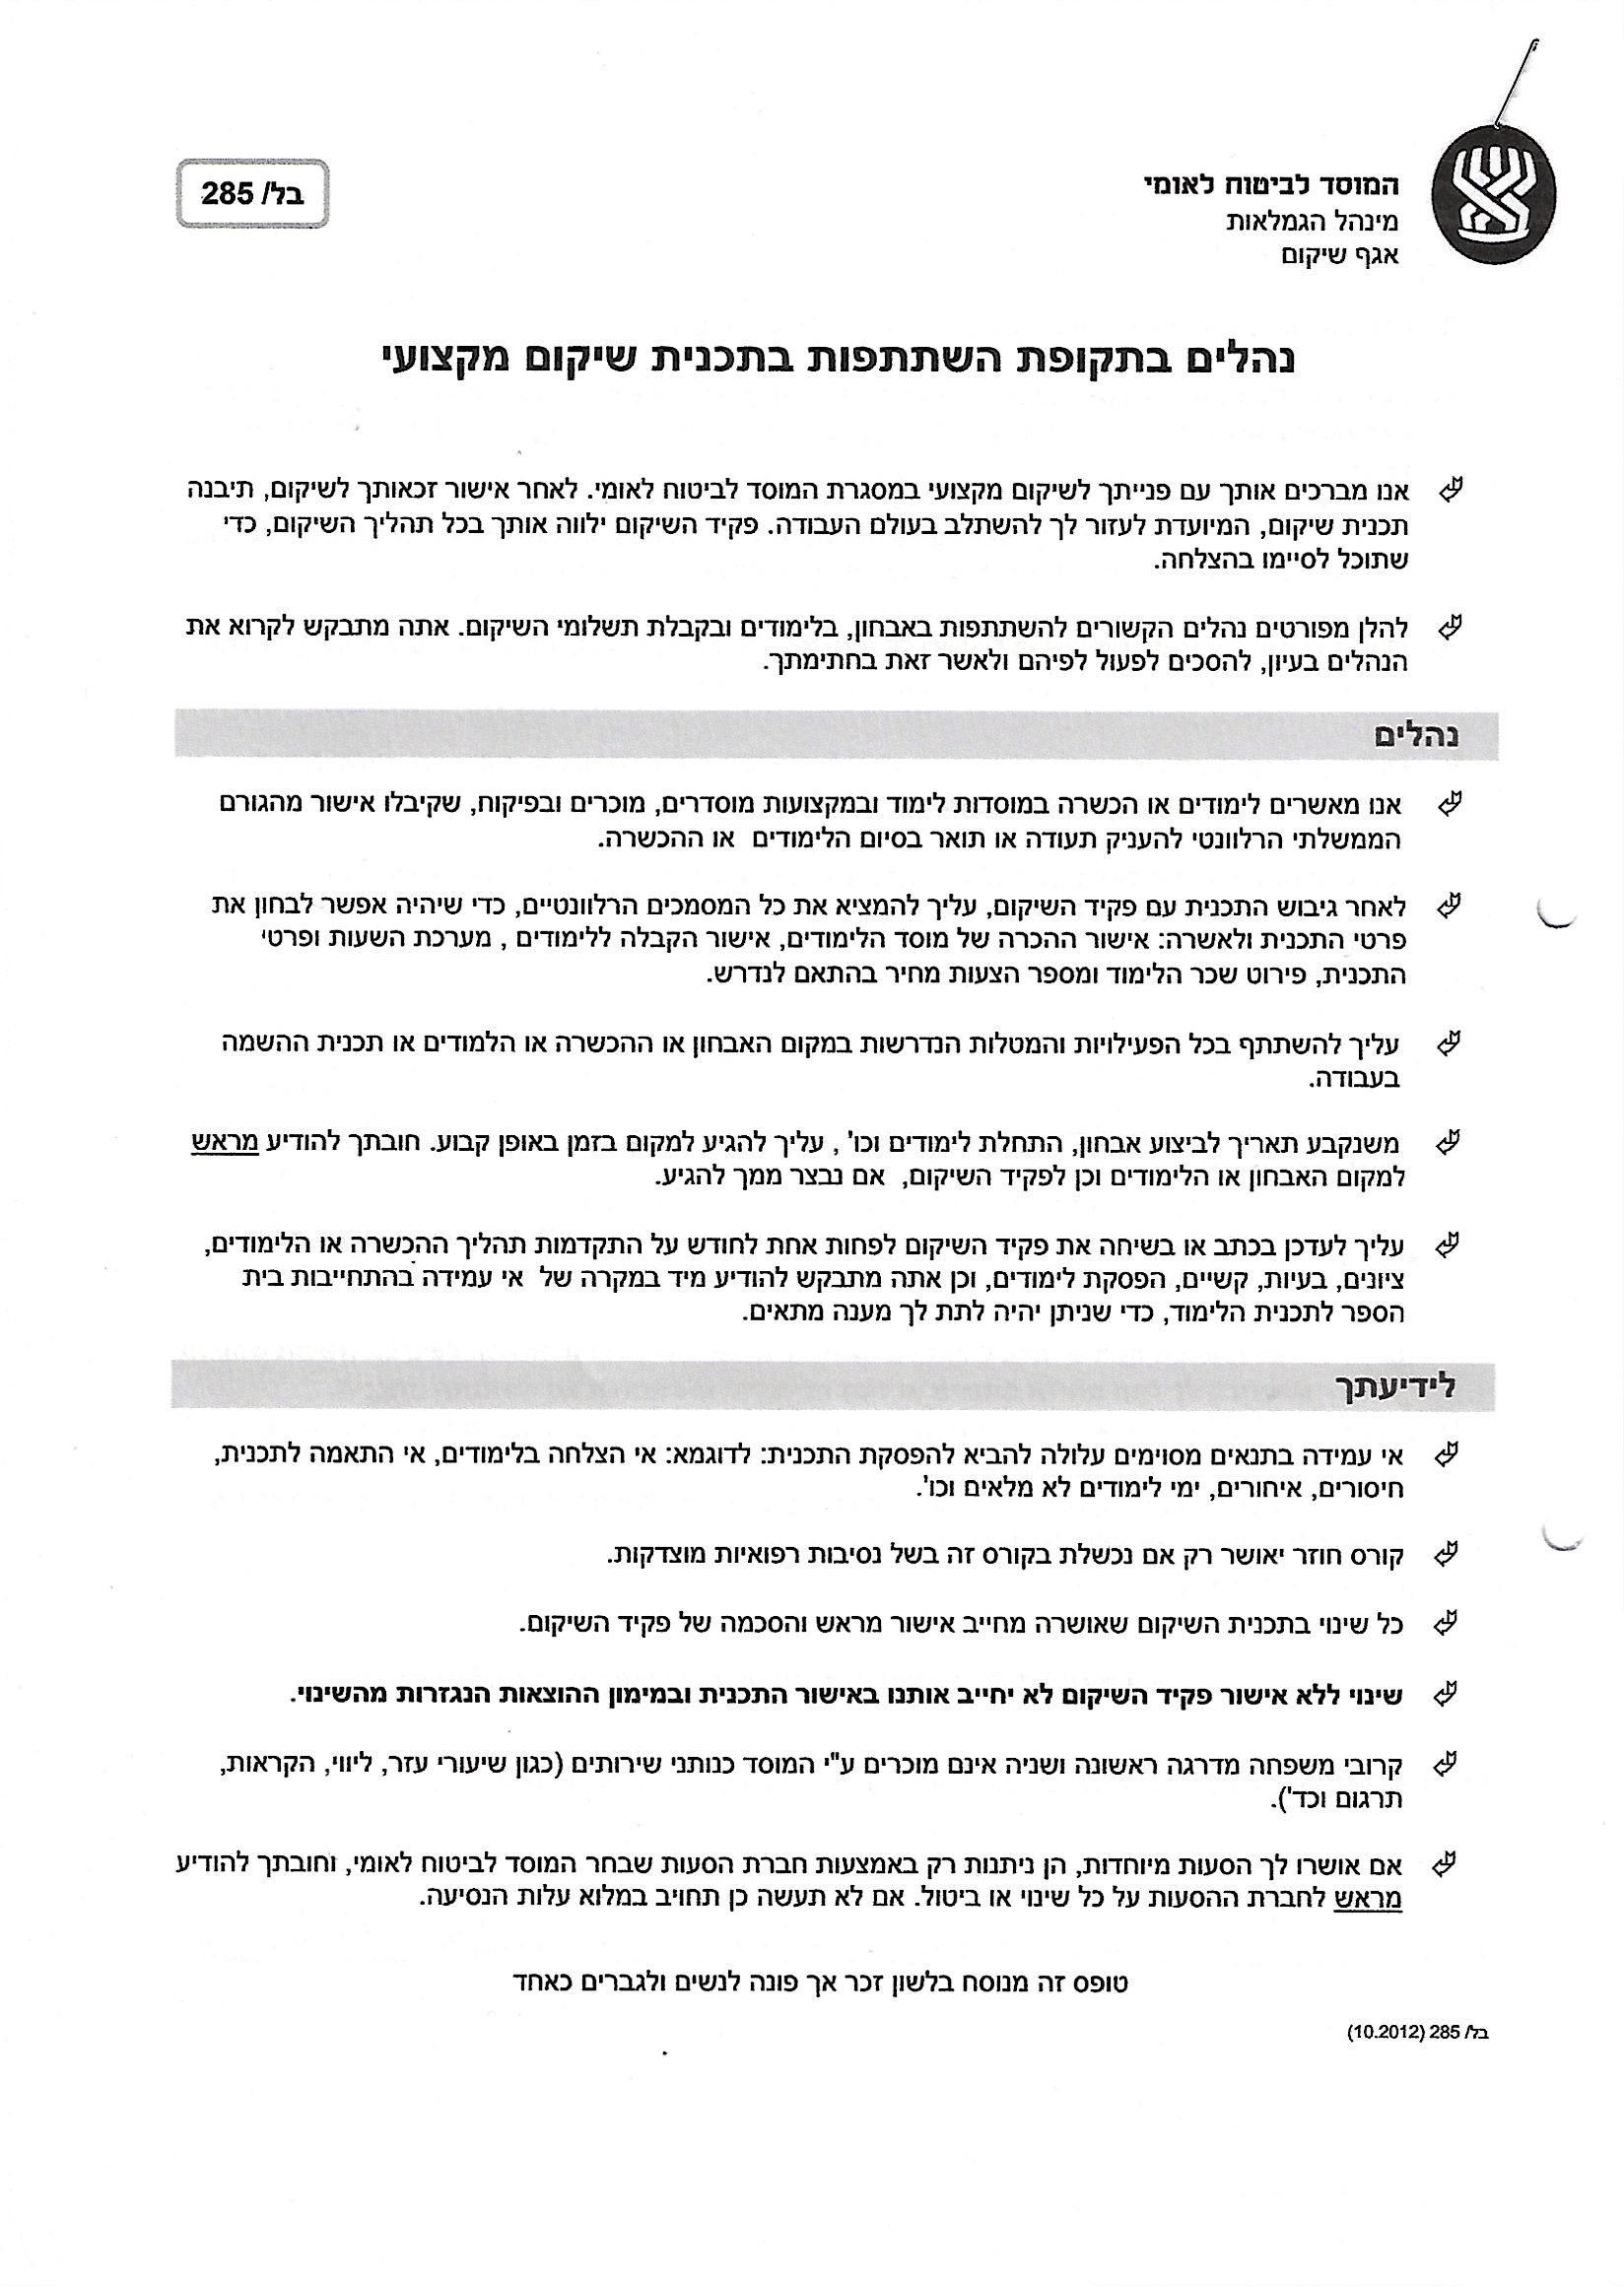 בל/ 285
המוסד לביטוח לאומי
מינהל הגמלאות
אגף שיקום
נהלים בתקופת השתתפות בתכנית שיקום מקצועי
אנו מברכים אותך עם פנייתך לשיקום מקצועי במסגרת המוסד לביטוח לאומי. לאחר אישור זכאותך לשיקום, תיבנה
תכנית שיקום, המיועדת לעזור לך להשתלב בעולם העבודה. פקיד השיקום ילווה אותך בכל תהליך השיקום, כדי
שתוכל לסיימו בהצלחה.
להלן מפורטים נהלים הקשורים להשתתפות באבחון, בלימודים ובקבלת תשלומי השיקום. אתה מתבקש לקרוא את
הנהלים בעיון, להסכים לפעול לפיהם ולאשר זאת בחתימתך.
נהלים
אנו מאשרים לימודים או הכשרה במוסדות לימוד ובמקצועות מוסדרים, מוכרים ובפיקוח, שקיבלו אישור מהגורם
הממשלתי הרלוונטי להעניק תעודה או תואר בסיום הלימודים או ההכשרה.
לאחר גיבוש התכנית עם פקיד השיקום, עליך להמציא את כל המסמכים הרלוונטיים, כדי שיהיה אפשר לבחון את
פרטי התכנית ולאשרה: אישור ההכרה של מוסד הלימודים, אישור הקבלה ללימודים , מערכת השעות ופרטי
התכנית, פירוט שכר הלימוד ומספר הצעות מחיר בהתאם לנדרש.
עליך להשתתף בכל הפעילויות והמטלות הנדרשות במקום האבחון או ההכשרה או הלמודים או תכנית ההשמה
בעבודה.
משנקבע תאריך לביצוע אבחון, התחלת לימודים וכו' , עליך להגיע למקום בזמן באופן קבוע. חובתך להודיע מראש
למקום האבחון או הלימודים וכן לפקיד השיקום, אם נבצר ממך להגיע.
עליך לעדכן בכתב או בשיחה את פקיד השיקום לפחות אחת לחודש על התקדמות תהליך ההכשרה או הלימודים,
ציונים, בעיות, קשיים, הפסקת לימודים, וכן אתה מתבקש להודיע מיד במקרה של אי עמידה בהתחייבות בית
הספר לתכנית הלימוד, כדי שניתן יהיה לתת לך מענה מתאים.
לידיעתך
אי עמידה בתנאים מסוימים עלולה להביא להפסקת התכנית: לדוגמא: אי הצלחה בלימודים, אי התאמה לתכנית,
חיסורים, איחורים, ימי לימודים לא מלאים וכו'.
קורס חוזר יאושר רק אם נכשלת בקורס זה בשל נסיבות רפואיות מוצדקות.
כל שינוי בתכנית השיקום שאושרה מחייב אישור מראש והסכמה של פקיד השיקום.
שינוי ללא אישור פקיד השיקום לא יחייב אותנו באישור התכנית ובמימון ההוצאות הנגזרות מהשינוי.
קרובי משפחה מדרגה ראשונה ושניה אינם מוכרים ע"י המוסד כנותני שירותים (כגון שיעורי עזר, ליווי, הקראות,
תרגום וכד').
אם אושרו לך הסעות מיוחדות, הן ניתנות רק באמצעות חברת הסעות שבחר המוסד לביטוח לאומי, וחובתך להודיע
מראש לחברת ההסעות על כל שינוי או ביטול. אם לא תעשה כן תחויב במלוא עלות הנסיעה.
טופס זה מנוסח בלשון זכר אך פונה לנשים ולגברים כאחד
בל/ 285 (10.2012)